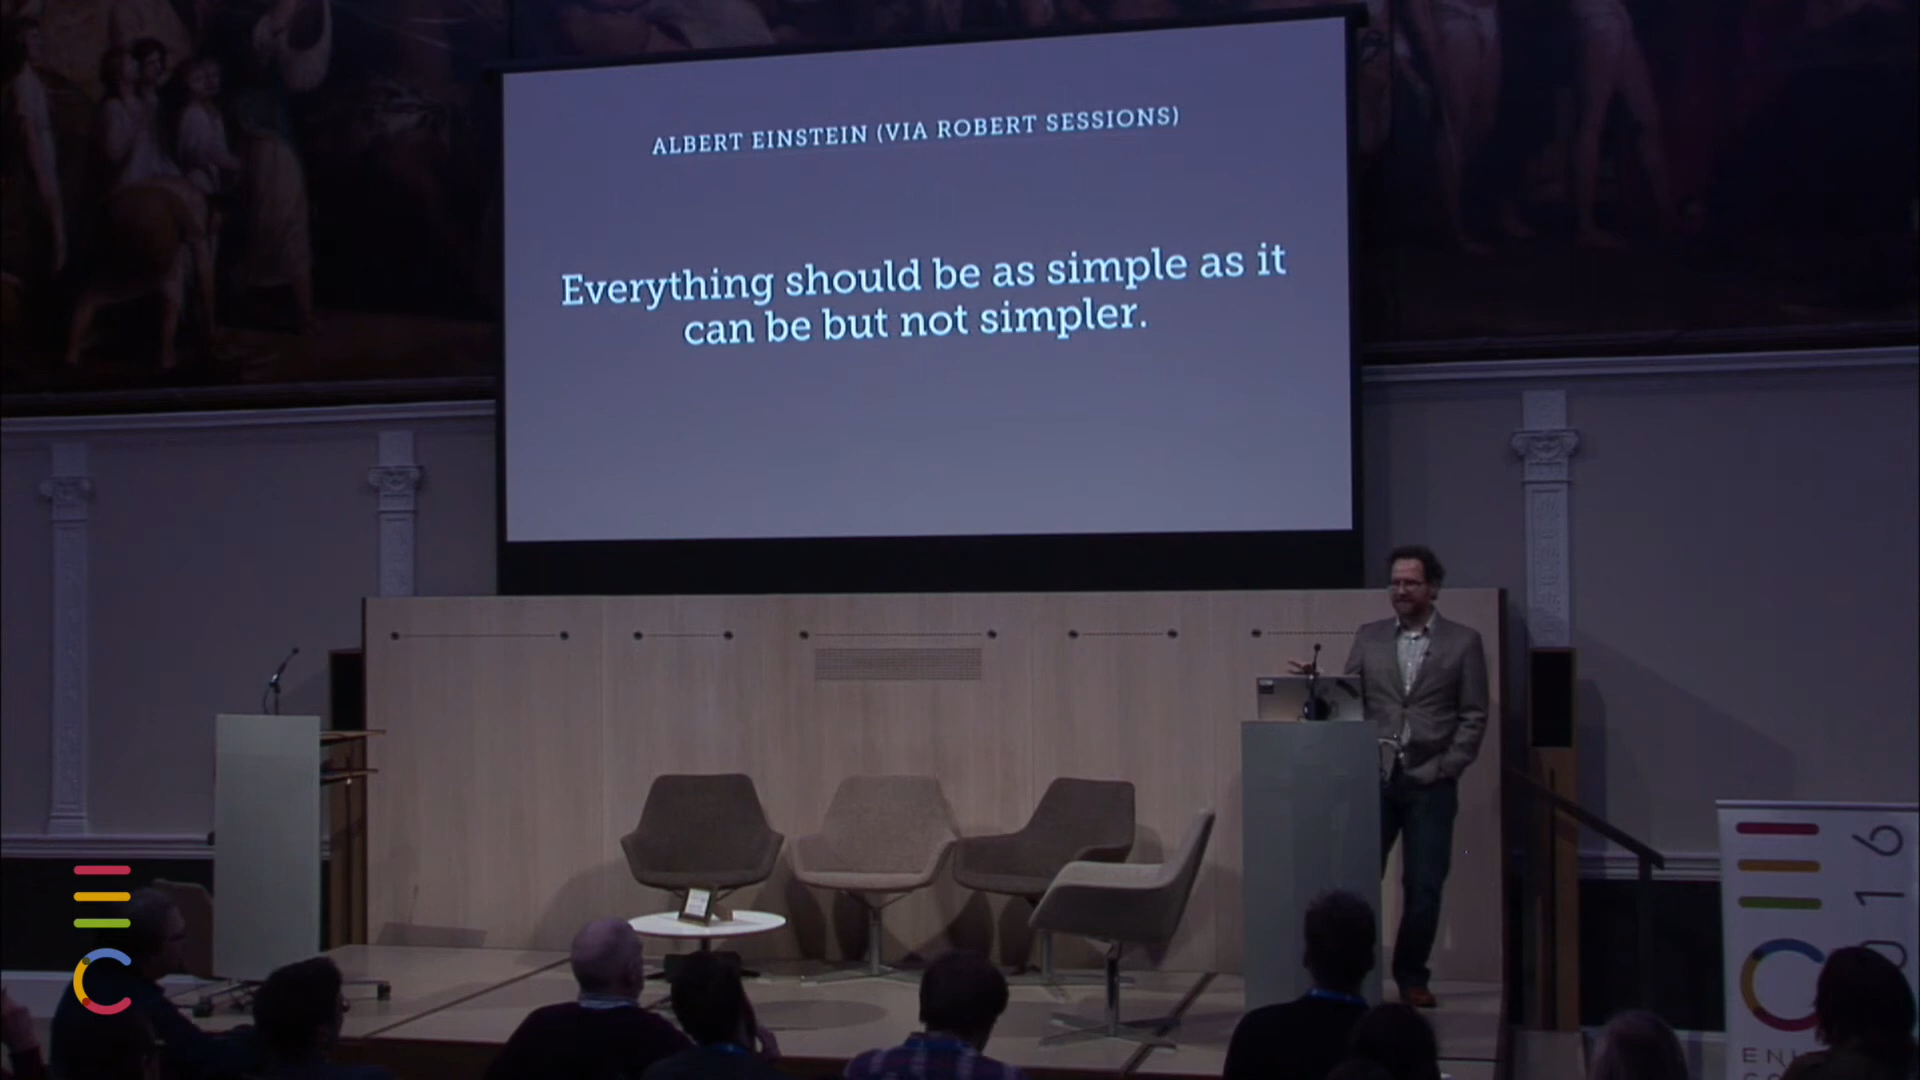 ALBERT EINSTEIN (VIA ROBERT SESSIONS)
Everything should be as simple as it
can be but not simpler.